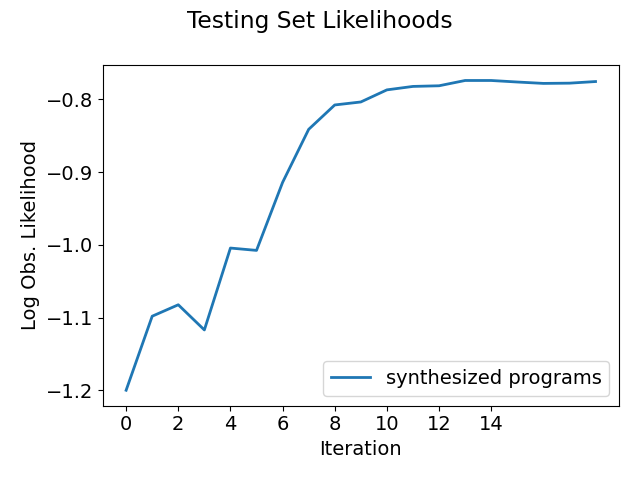 Testing Set Likelihoods
Log Obs. Likelihood
−0.8
−0.9
−1.0
−1.1
−1.2
synthesized programs
0 2 4 6 8 10 12 14
Iteration